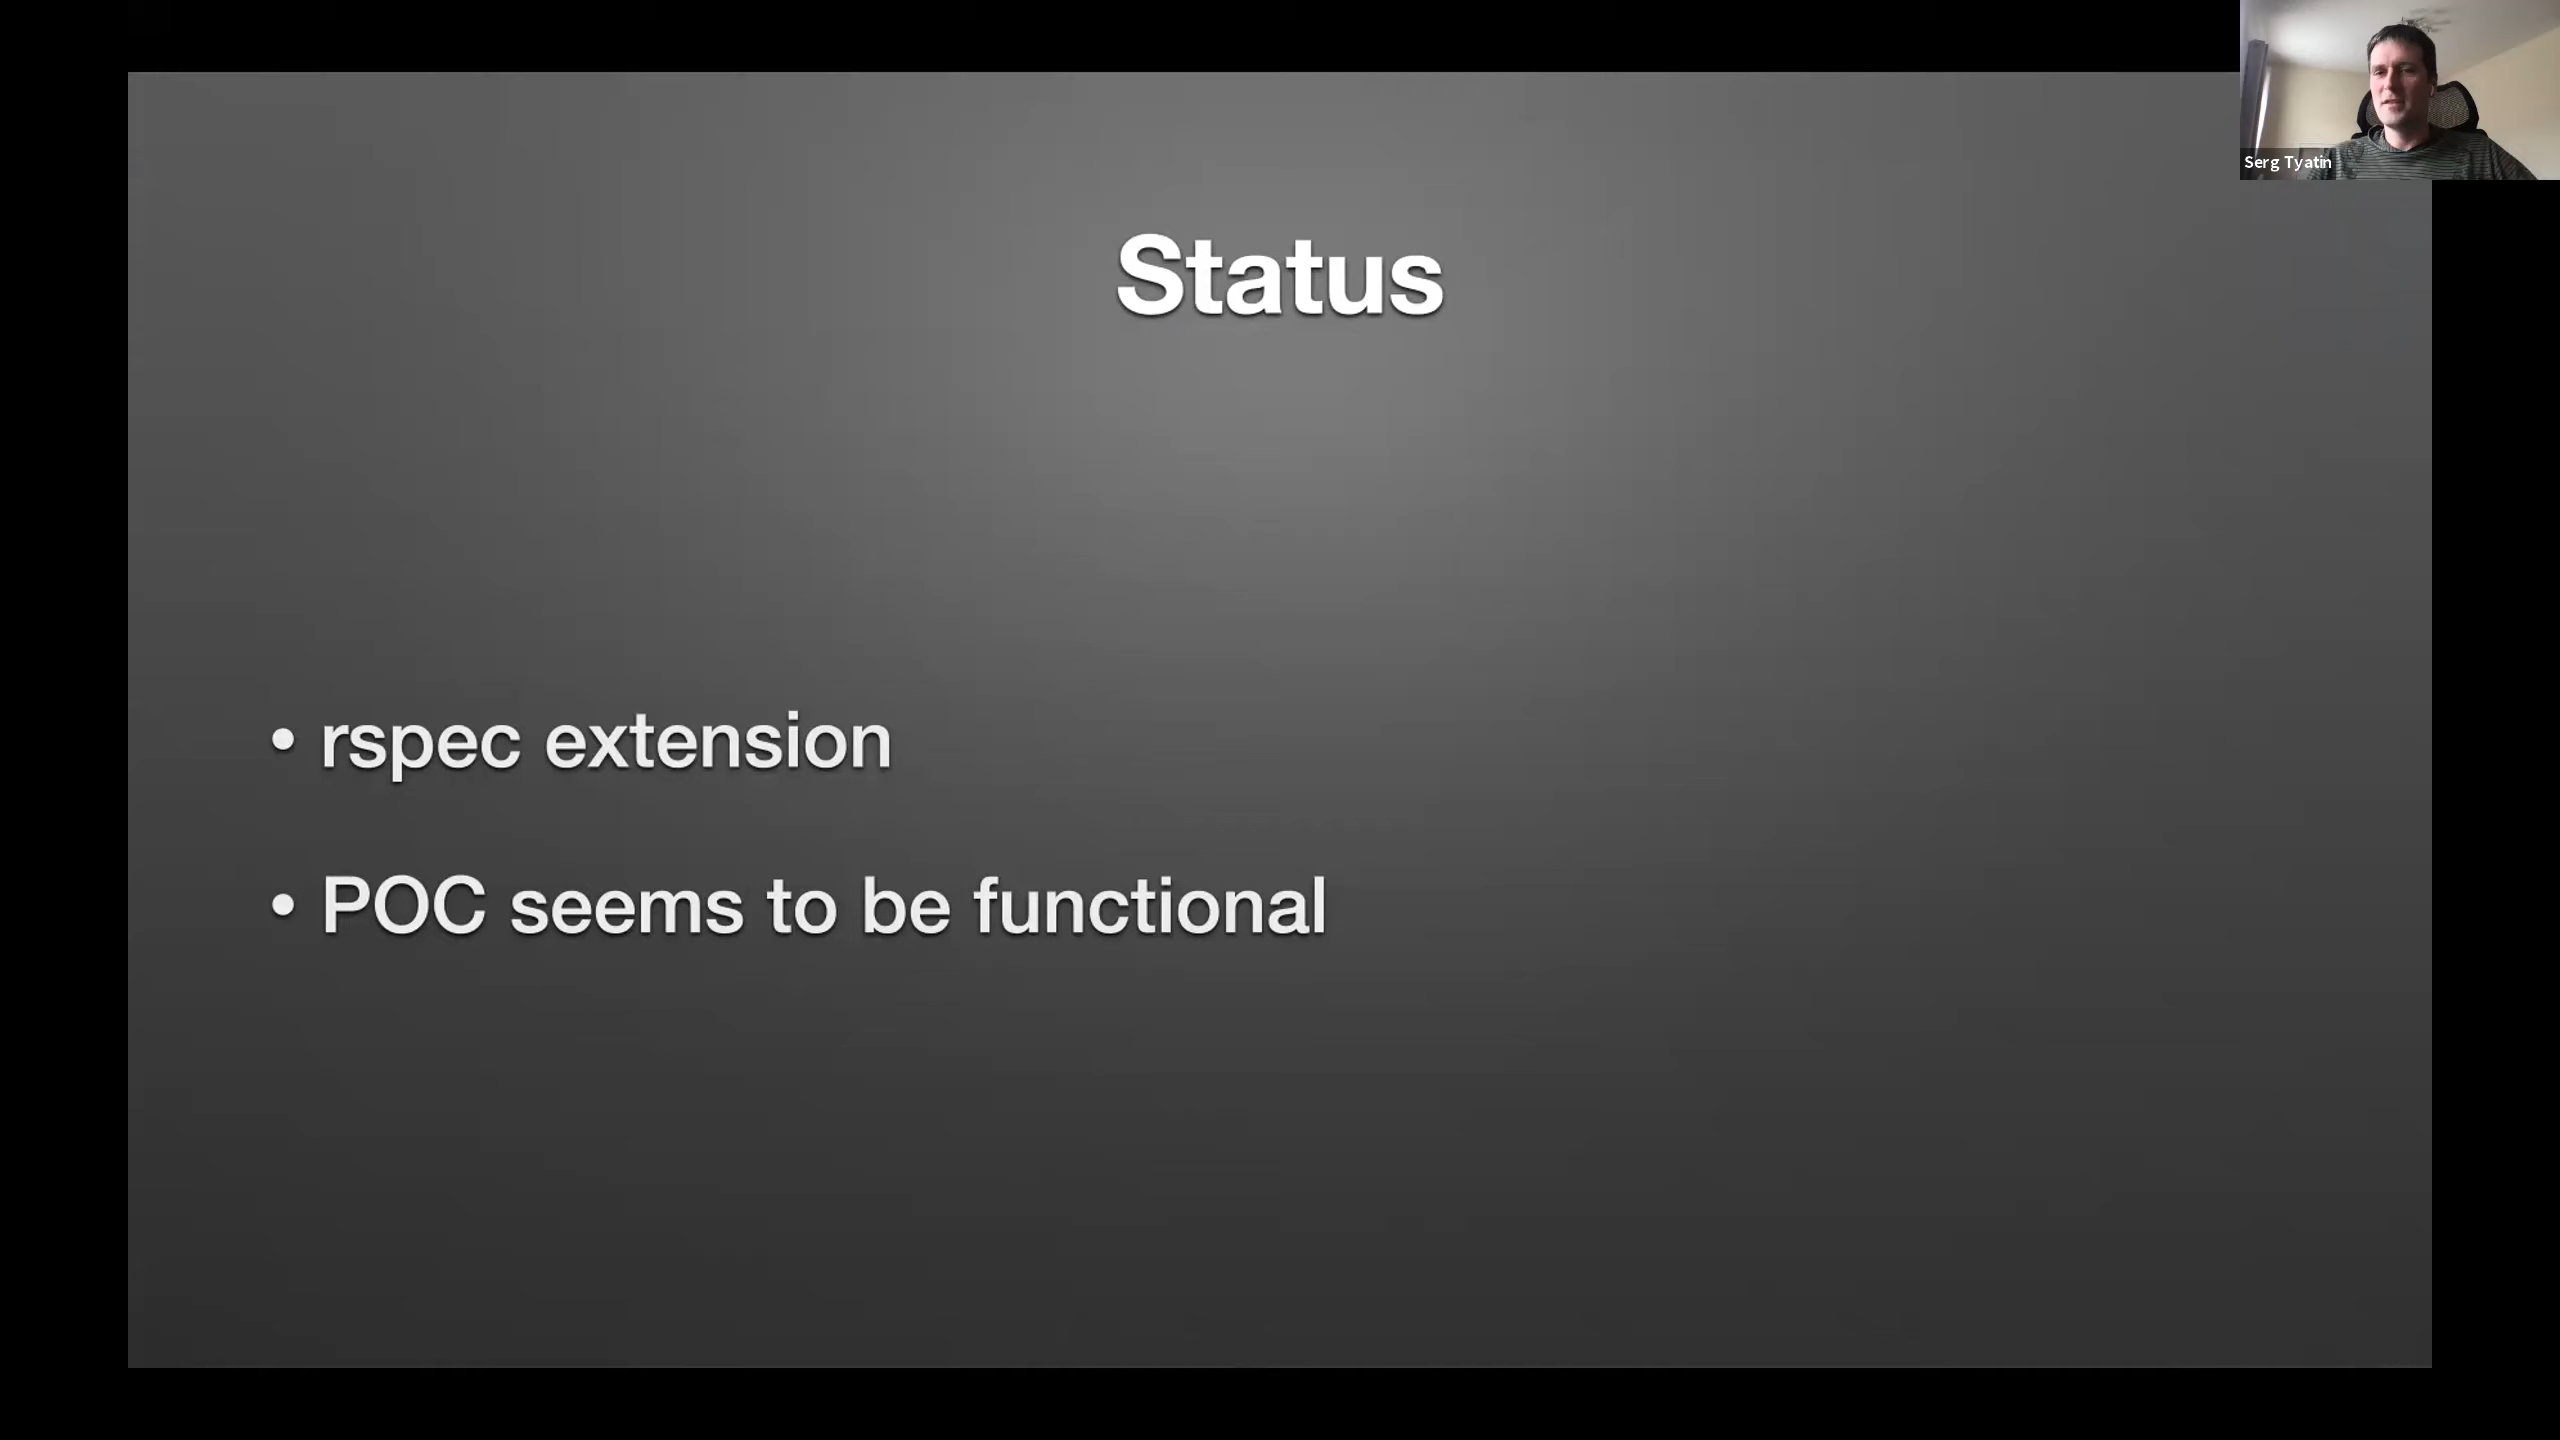 Serg Tyatin
Status
• rspec extension
• POC seems to be functional